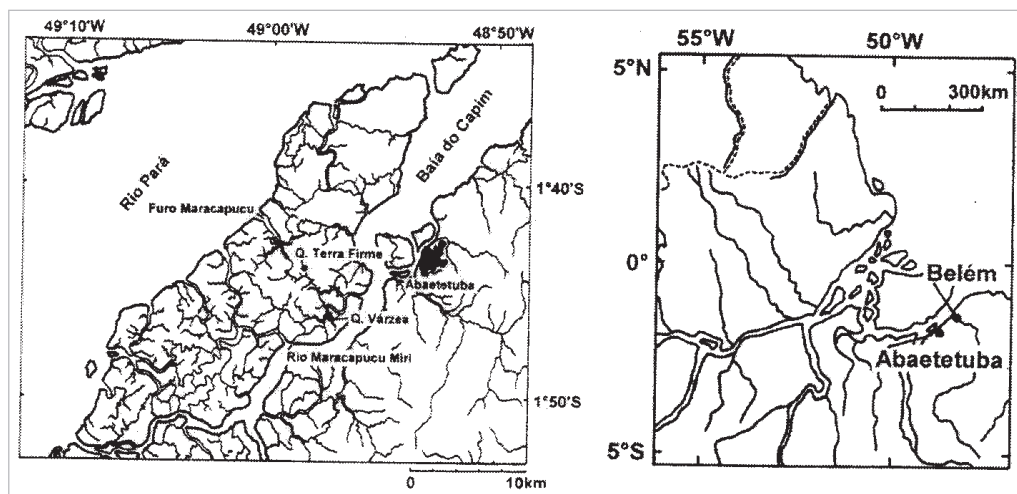 49°10'W 49°00'W 48°50'W
Rio Pará
Baía do Capim
1°40'S
Furo Maracapucu
Q. Terra Firme
Abaetetuba
Q. Várzea
Rio Maracapucu Miri
1°50'S
0 10km
55°W 50°W
5°N
0 300km
0°
Belém
Abaetetuba
5°S